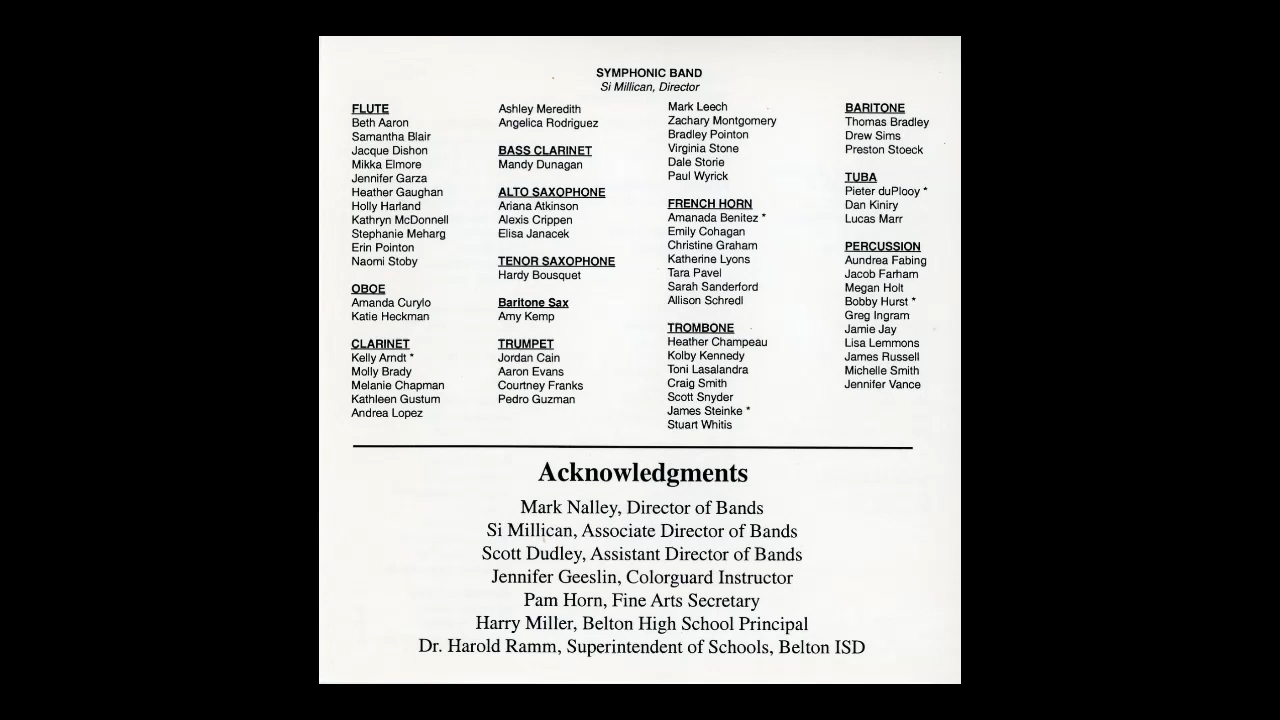 SYMPHONIC BAND
Si Millican, Director
FLUTE
Beth Aaron
Samantha Blair
Jacque Dishon
Mikka Elmore
Jennifer Garza
Heather Gaughan
Holly Harland
Kathryn McDonnell
Stephanie Meharg
Erin Pointon
Naomi Stoby
OBOE
Amanda Curylo
Katie Heckman
CLARINET
Kelly Arndt *
Molly Brady
Melanie Chapman
Kathleen Gustum
Andrea Lopez
Ashley Meredith
Angelica Rodriguez
BASS CLARINET
Mandy Dunagan
ALTO SAXOPHONE
Ariana Atkinson
Alexis Crippen
Elisa Janacek
TENOR SAXOPHONE
Hardy Bousquet
Baritone Sax
Amy Kemp
TRUMPET
Jordan Cain
Aaron Evans
Courtney Franks
Pedro Guzman
Mark Leech
Zachary Montgomery
Bradley Pointon
Virginia Stone
Dale Storie
Paul Wyrick
FRENCH HORN
Amanada Benitez *
Emily Cohagan
Christine Graham
Katherine Lyons
Tara Pavel
Sarah Sanderford
Allison Schredl
TROMBONE
Heather Champeau
Kolby Kennedy
Toni Lasalandra
Craig Smith
Scott Snyder
James Steinke *
Stuart Whitis
BARITONE
Thomas Bradley
Drew Sims
Preston Stoeck
TUBA
Pieter duPlooy *
Dan Kiniry
Lucas Marr
PERCUSSION
Aundrea Fabing
Jacob Farham
Megan Holt
Bobby Hurst *
Greg Ingram
Jamie Jay
Lisa Lemmons
James Russell
Michelle Smith
Jennifer Vance
Acknowledgments
Mark Nalley, Director of Bands
Si Millican, Associate Director of Bands
Scott Dudley, Assistant Director of Bands
Jennifer Geeslin, Colorguard Instructor
Pam Horn, Fine Arts Secretary
Harry Miller, Belton High School Principal
Dr. Harold Ramm, Superintendent of Schools, Belton ISD